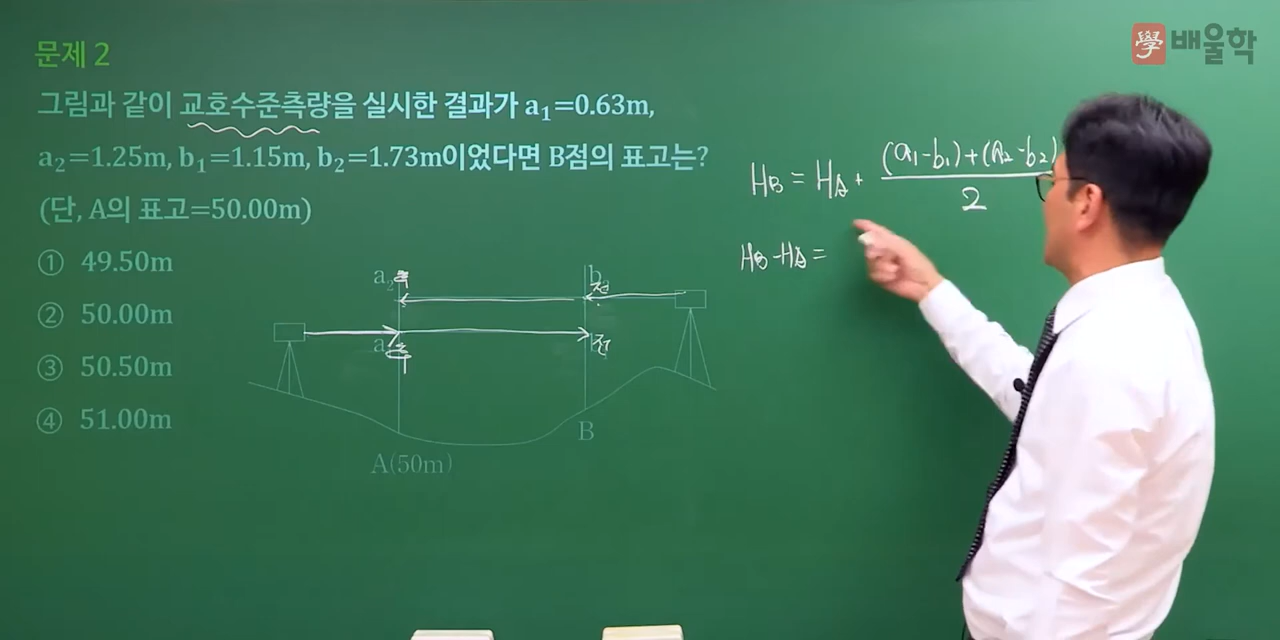 學 배울학
문제 2
그림과 같이 교호수준측량을 실시한 결과가 a₁=0.63m,
a₂=1.25m, b₁=1.15m, b₂=1.73m이었다면 B점의 표고는?
(단, A의 표고=50.00m)
① 49.50m
② 50.00m
③ 50.50m
④ 51.00m
a₂ 후 b 전
a 후 전
B
A(50m)
H_B = H_A + (a₁-b₁)+(a₂-b₂) / 2
H_B - H_A =